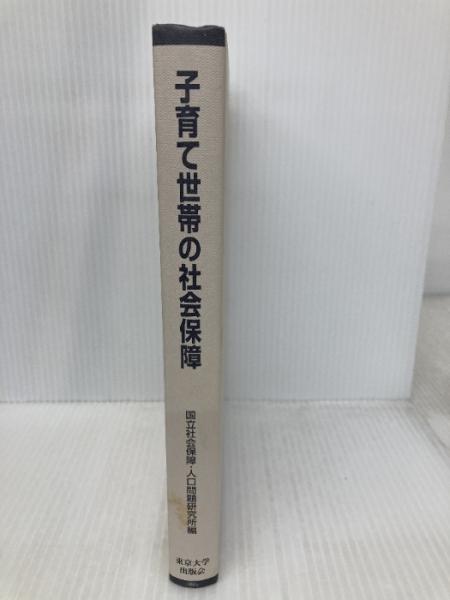 子育て世帯の社会保障
国立社会保障・人口問題研究所編
東京大学
出版会